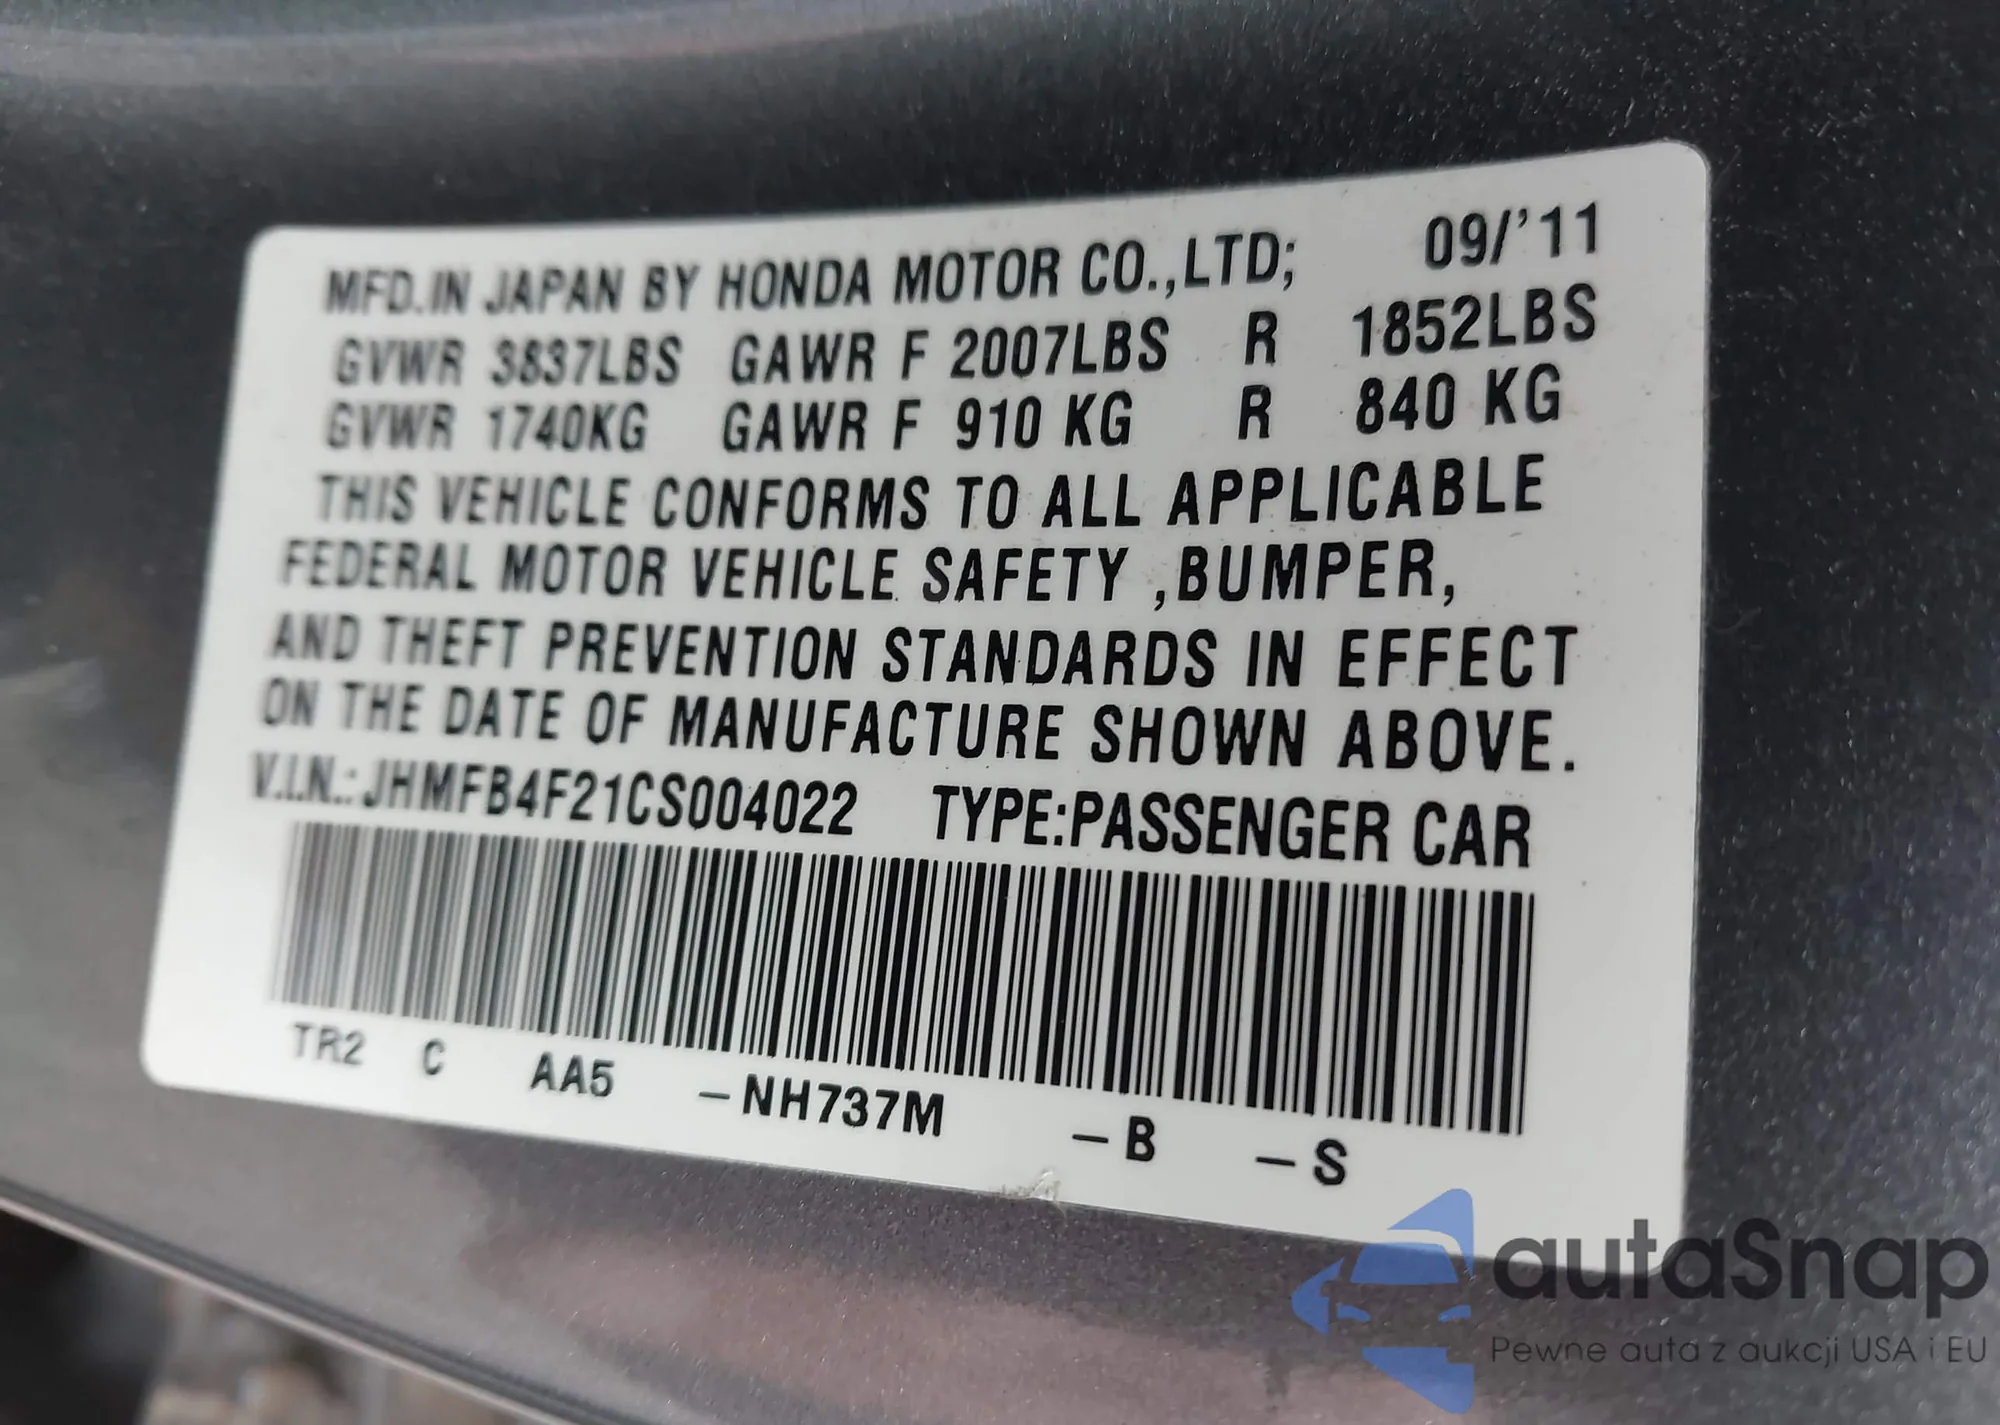 MFD.IN JAPAN BY HONDA MOTOR CO.,LTD; 09/'11
GVWR 3837LBS GAWR F 2007LBS R 1852LBS
GVWR 1740KG GAWR F 910 KG R 840 KG
THIS VEHICLE CONFORMS TO ALL APPLICABLE
FEDERAL MOTOR VEHICLE SAFETY ,BUMPER,
AND THEFT PREVENTION STANDARDS IN EFFECT
ON THE DATE OF MANUFACTURE SHOWN ABOVE.
V.I.N.:JHMFB4F21CS004022 TYPE:PASSENGER CAR
TR2 C AA5 –NH737M –B –S
autaSnap
Pewne auta z aukcji USA i EU